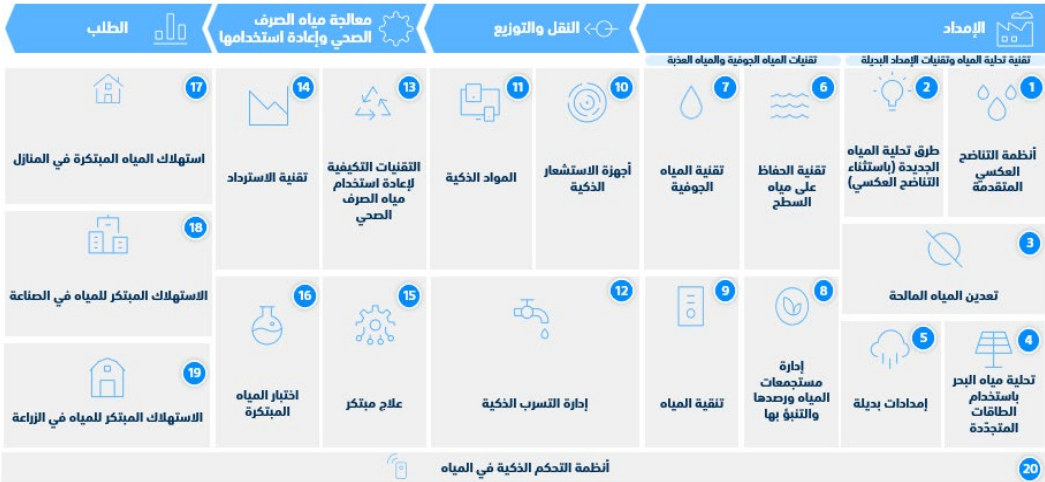 الإمداد
النقل والتوزيع
معالجة مياه الصرف
الصحي وإعادة استخدامها
الطلب
تقنية تحلية المياه وتقنيات الإمداد البديلة
تقنيات المياه الجوفية والمياه العذبة
1
أنظمة التناضح
العكسي
المتقدمة
2
طرق تحلية المياه
الجديدة (باستثناء
التناضح العكسي)
3
تعدين المياه المالحة
4
تحلية مياه البحر
باستخدام
الطاقات
المتجدّدة
5
إمدادات بديلة
6
تقنية الحفاظ
على مياه
السطح
7
تقنية المياه
الجوفية
8
إدارة
مستجمعات
المياه ورصدها
والتنبؤ بها
9
تنقية المياه
10
أجهزة الاستشعار
الذكية
11
المواد الذكية
12
إدارة التسرب الذكية
13
التقنيات التكيفية
لإعادة استخدام
مياه الصرف
الصحي
14
تقنية الاسترداد
15
علاج مبتكر
16
اختبار المياه
المبتكرة
17
استهلاك المياه المبتكرة في المنازل
18
الاستهلاك المبتكر للمياه في الصناعة
19
الاستهلاك المبتكر للمياه في الزراعة
20
أنظمة التحكم الذكية في المياه